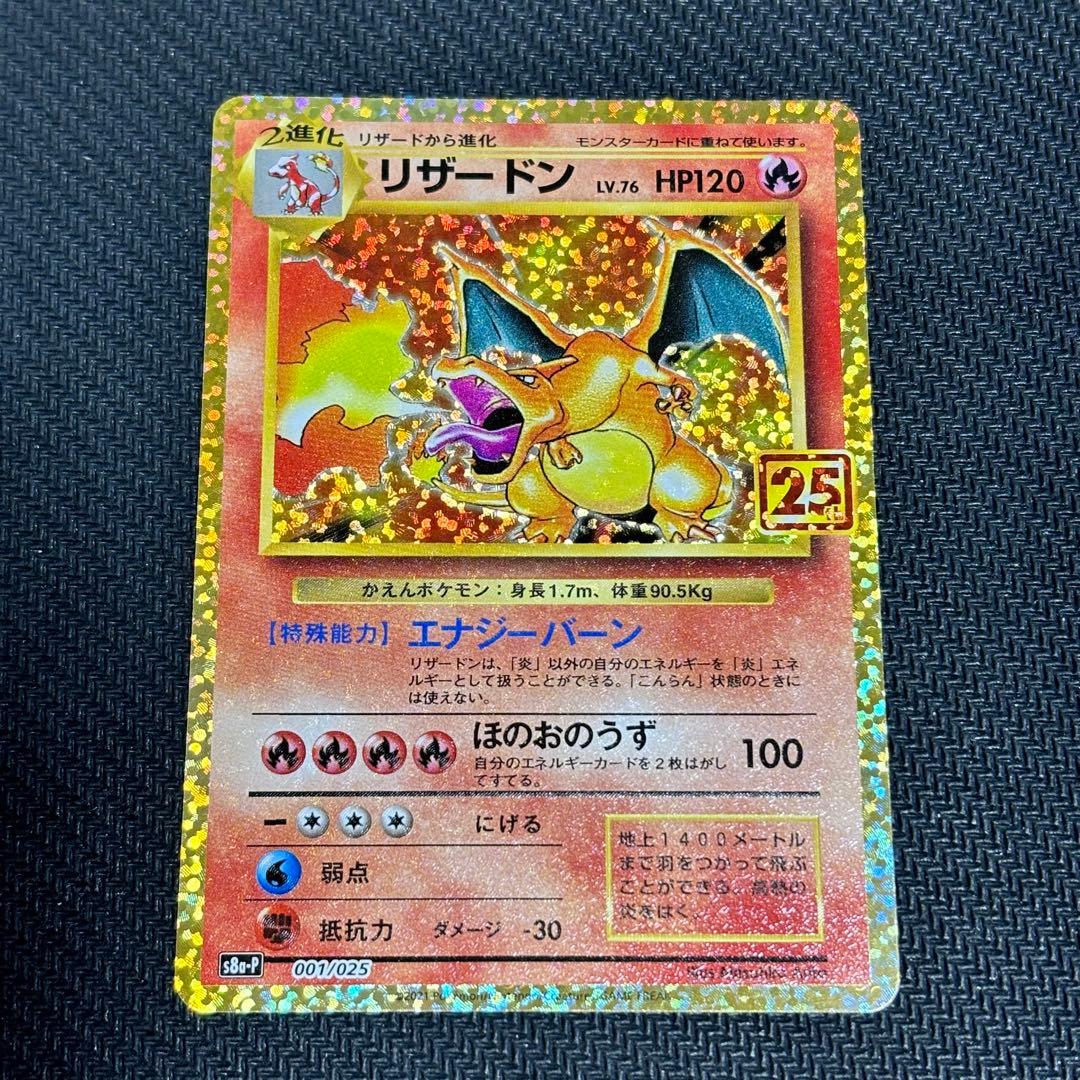 2進化 リザードから進化 モンスターカードに重ねて使います。
リザードン LV.76 HP120
25th
かえんポケモン：身長1.7m、体重90.5Kg
【特殊能力】 エナジーバーン
リザードンは、「炎」以外の自分のエネルギーを「炎」エネ
ルギーとして扱うことができる。「こんらん」状態のときに
は使えない。
ほのおのうず 100
自分のエネルギーカードを2枚はがし
てすてる。
にげる
弱点
抵抗力 ダメージ -30
地上1400メートル
まで羽をつかって飛ぶ
ことができる。高熱の
炎をはく。
s8a-P 001/025
Illus. Mitsuhiro Arita
©2021 Pokémon/Nintendo/Creatures/GAME FREAK